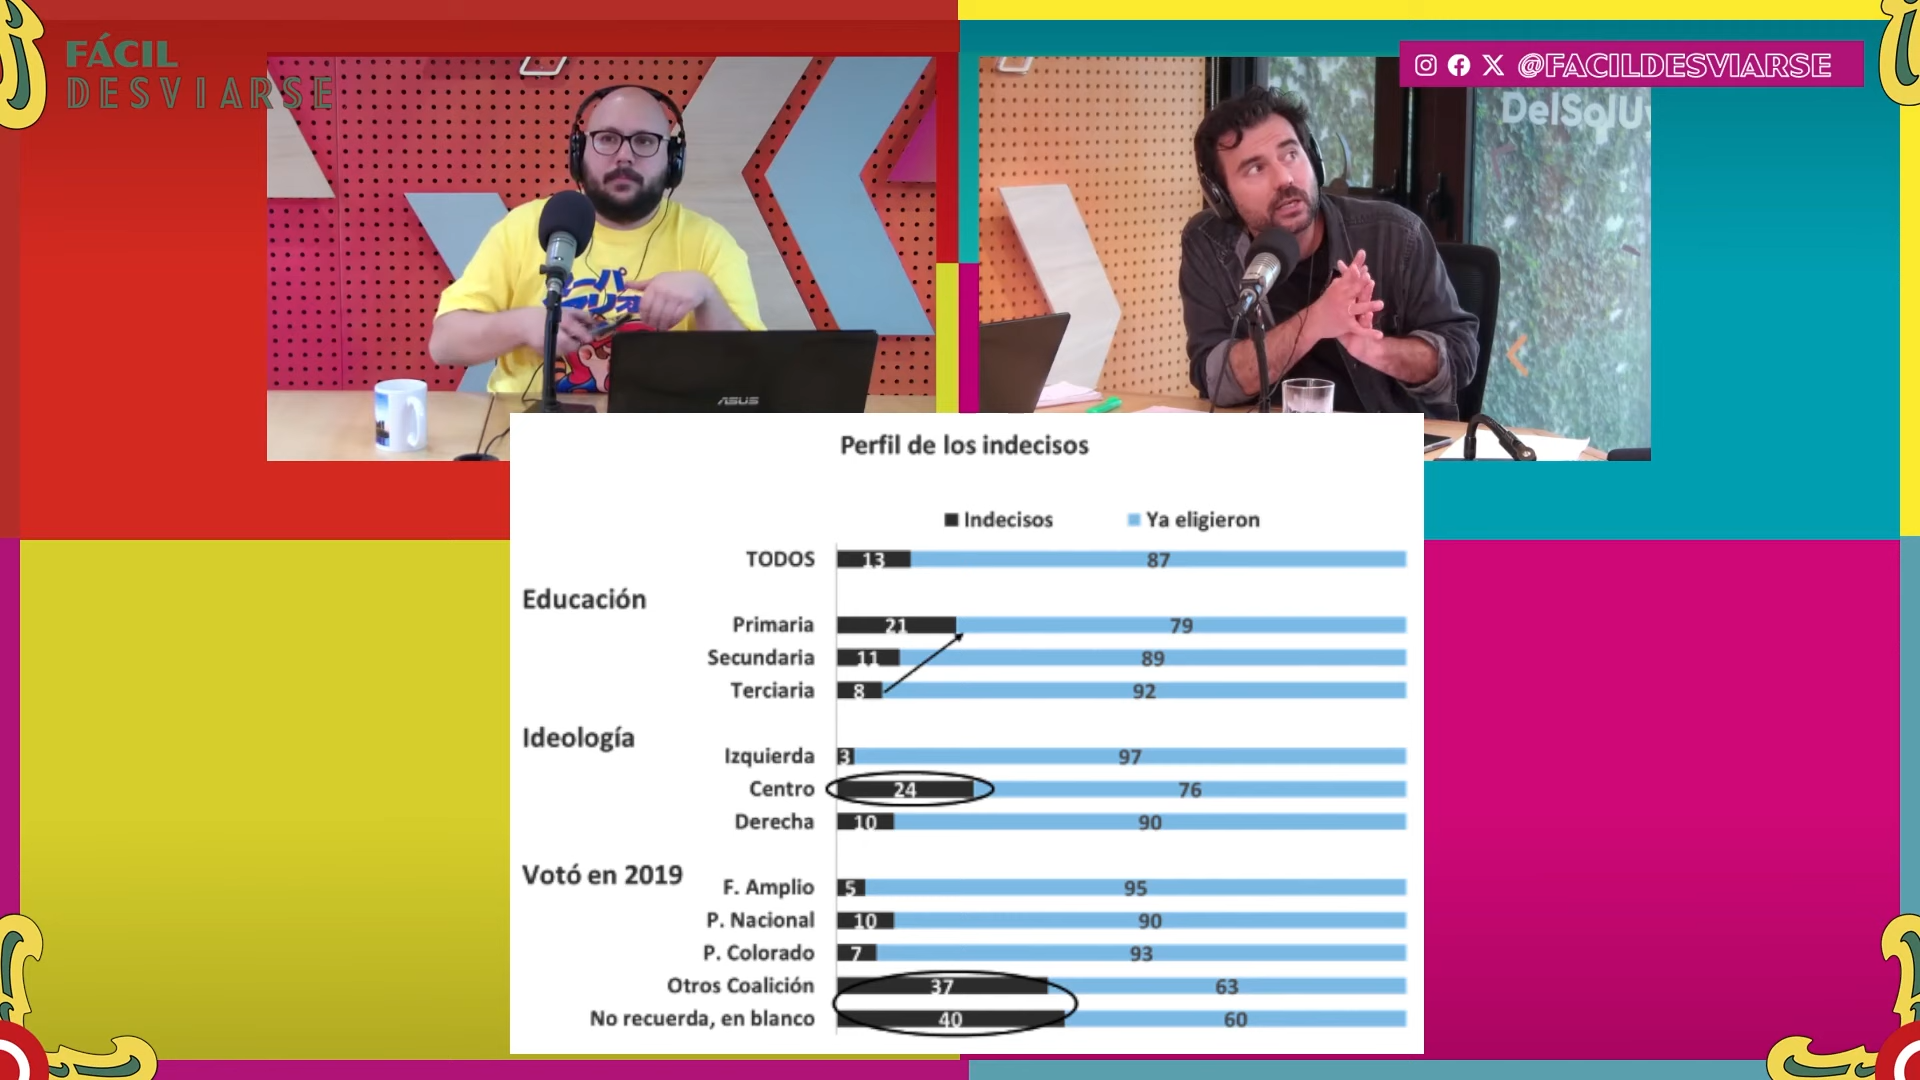 FÁCIL
DESVIARSE
@FACILDESVIARSE
DelSolU
ASUS
Perfil de los indecisos
Indecisos Ya eligieron
TODOS 13 87
Educación
Primaria 21 79
Secundaria 11 89
Terciaria 8 92
Ideología
Izquierda 3 97
Centro 24 76
Derecha 10 90
Votó en 2019
F. Amplio 5 95
P. Nacional 10 90
P. Colorado 7 93
Otros Coalición 37 63
No recuerda, en blanco 40 60